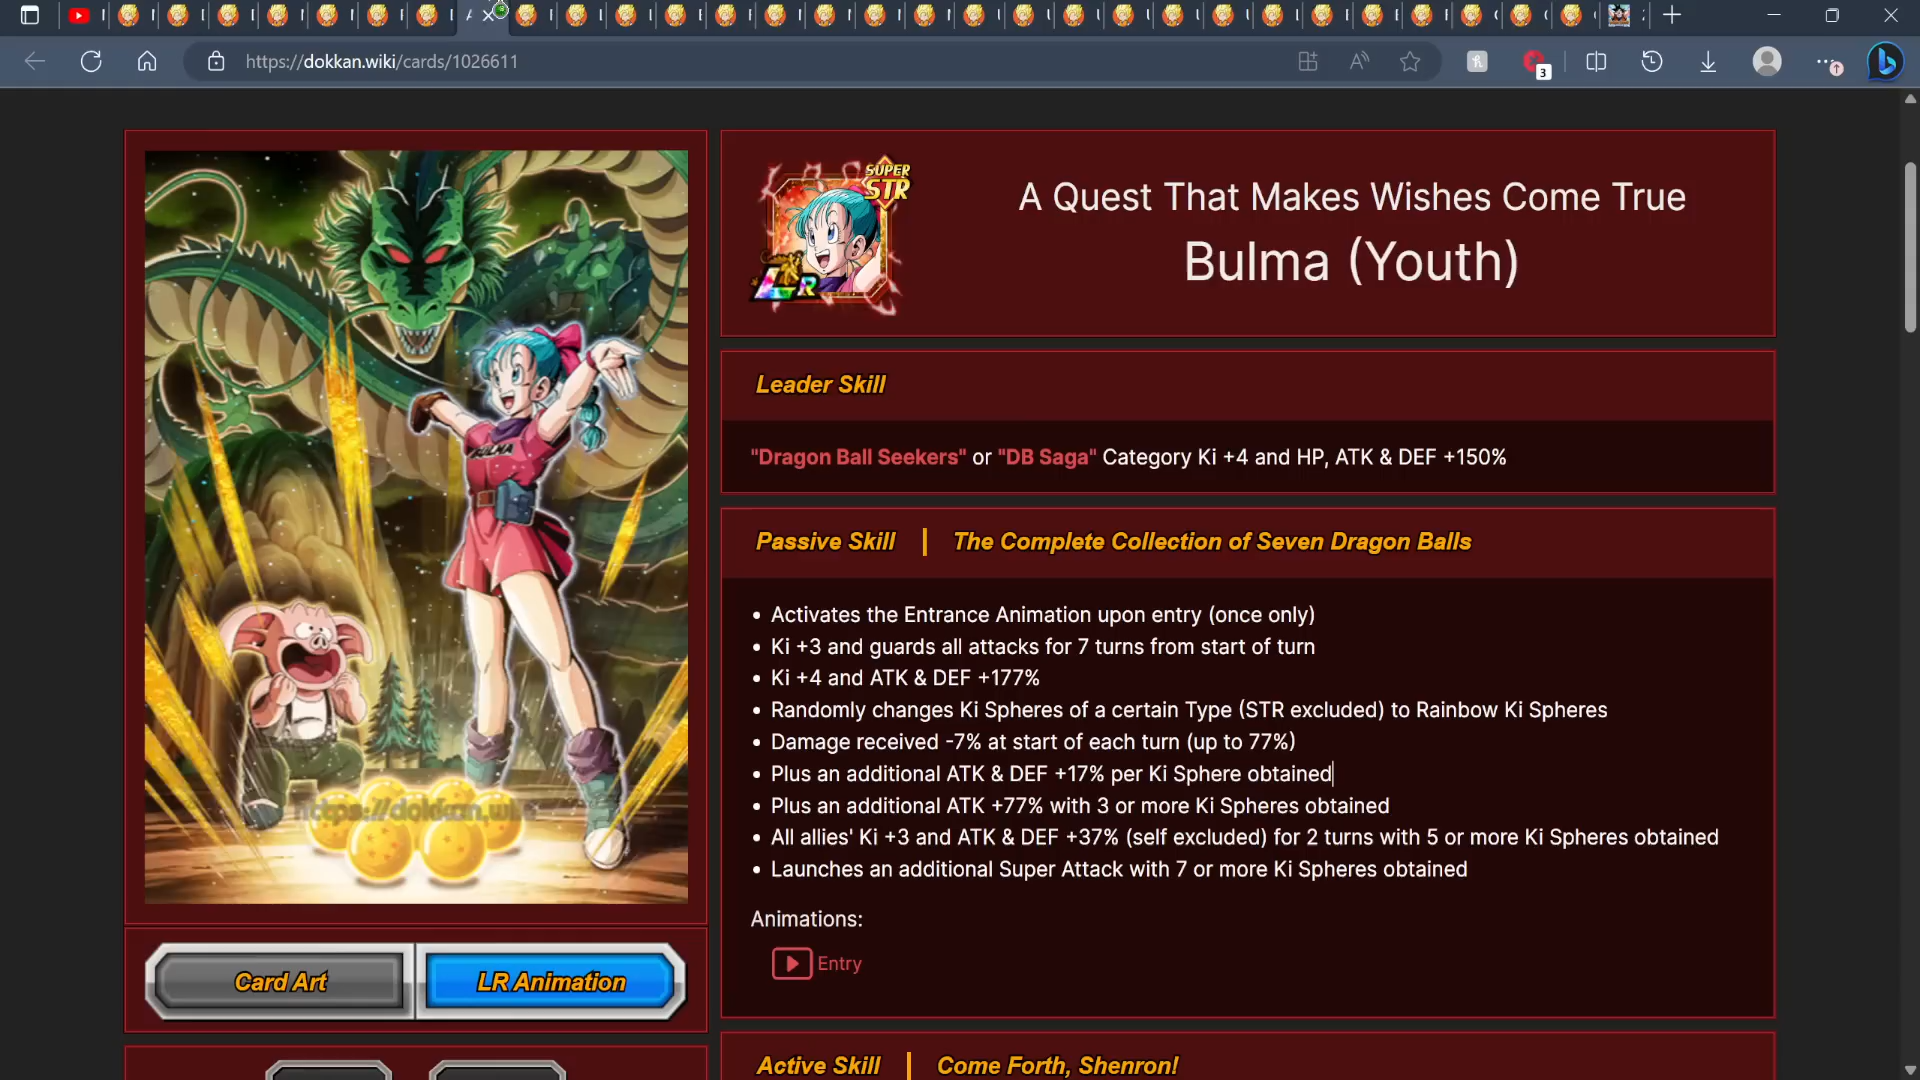 https://dokkan.wiki/cards/1026611
3
SUPER
STR
LR
A Quest That Makes Wishes Come True
Bulma (Youth)
Leader Skill
"Dragon Ball Seekers" or "DB Saga" Category Ki +4 and HP, ATK & DEF +150%
BULMA
Passive Skill | The Complete Collection of Seven Dragon Balls
• Activates the Entrance Animation upon entry (once only)
• Ki +3 and guards all attacks for 7 turns from start of turn
• Ki +4 and ATK & DEF +177%
• Randomly changes Ki Spheres of a certain Type (STR excluded) to Rainbow Ki Spheres
• Damage received -7% at start of each turn (up to 77%)
• Plus an additional ATK & DEF +17% per Ki Sphere obtained
• Plus an additional ATK +77% with 3 or more Ki Spheres obtained
• All allies' Ki +3 and ATK & DEF +37% (self excluded) for 2 turns with 5 or more Ki Spheres obtained
• Launches an additional Super Attack with 7 or more Ki Spheres obtained
https://dokkan.wiki
Animations:
Entry
Card Art
LR Animation
Active Skill | Come Forth, Shenron!